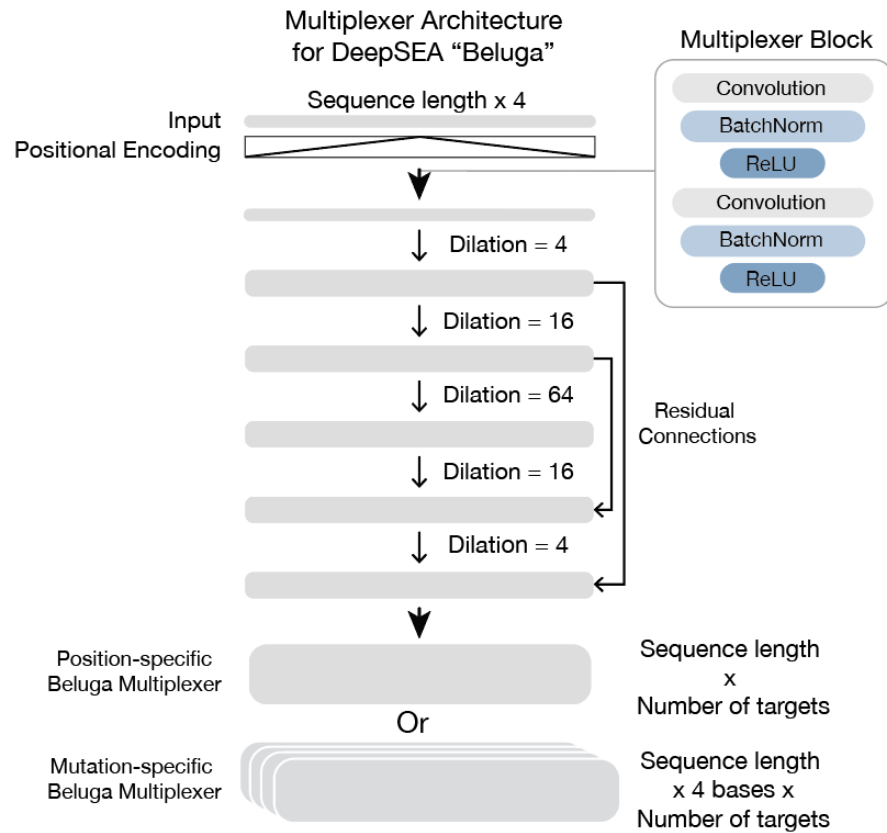 Multiplexer Architecture
for DeepSEA “Beluga”
Sequence length x 4
Input
Positional Encoding
Multiplexer Block
Convolution
BatchNorm
ReLU
Convolution
BatchNorm
ReLU
Dilation = 4
Dilation = 16
Dilation = 64
Dilation = 16
Dilation = 4
Residual
Connections
Position-specific
Beluga Multiplexer
Sequence length
x
Number of targets
Or
Mutation-specific
Beluga Multiplexer
Sequence length
x 4 bases x
Number of targets